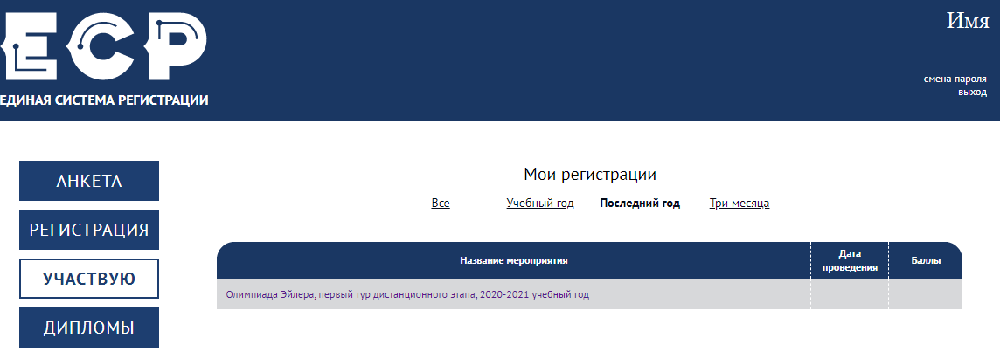 ЕСР
ЕДИНАЯ СИСТЕМА РЕГИСТРАЦИИ
Имя
смена пароля
выход
АНКЕТА
РЕГИСТРАЦИЯ
УЧАСТВУЮ
ДИПЛОМЫ
Мои регистрации
Все Учебный год Последний год Три месяца
Название мероприятия Дата проведения Баллы
Олимпиада Эйлера, первый тур дистанционного этапа, 2020-2021 учебный год